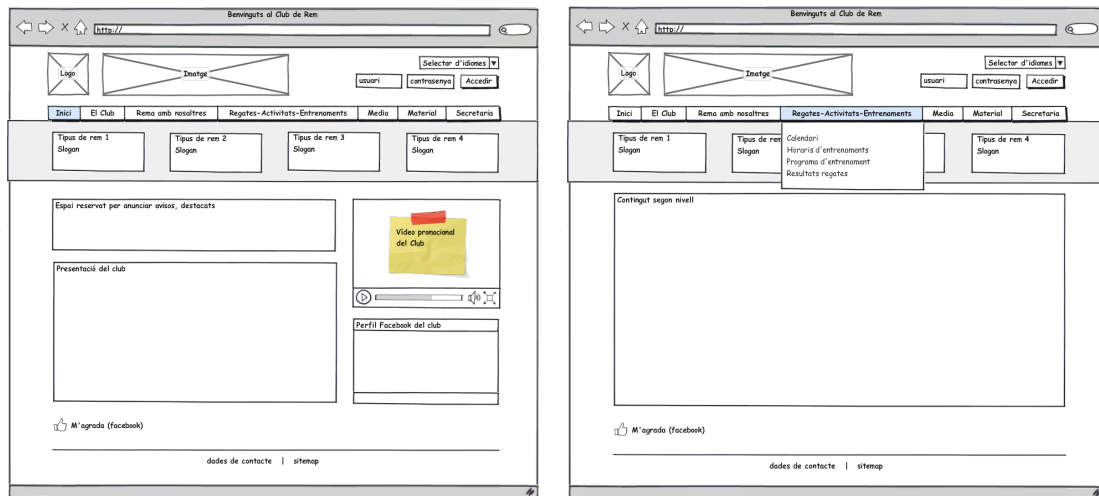 Benvinguts al Club de Rem
http://
Logo
Imatge
Selector d'idiomes
usuari
contrasenya
Accedir
Inici
El Club
Rema amb nosaltres
Regates-Activitats-Entrenaments
Media
Material
Secretaria
Tipus de rem 1
Slogan
Tipus de rem 2
Slogan
Tipus de rem 3
Slogan
Tipus de rem 4
Slogan
Espai reservat per anunciar avisos, destacats
Vídeo promocional
del Club
Presentació del club
Perfil Facebook del club
M'agrada (facebook)
dades de contacte | sitemap
Benvinguts al Club de Rem
http://
Logo
Imatge
Selector d'idiomes
usuari
contrasenya
Accedir
Inici
El Club
Rema amb nosaltres
Regates-Activitats-Entrenaments
Media
Material
Secretaria
Tipus de rem 1
Slogan
Tipus de rem
Slogan
Calendari
Horaris d'entrenaments
Programa d'entrenament
Resultats regates
Tipus de rem 4
Slogan
Contingut segon nivell
M'agrada (facebook)
dades de contacte | sitemap